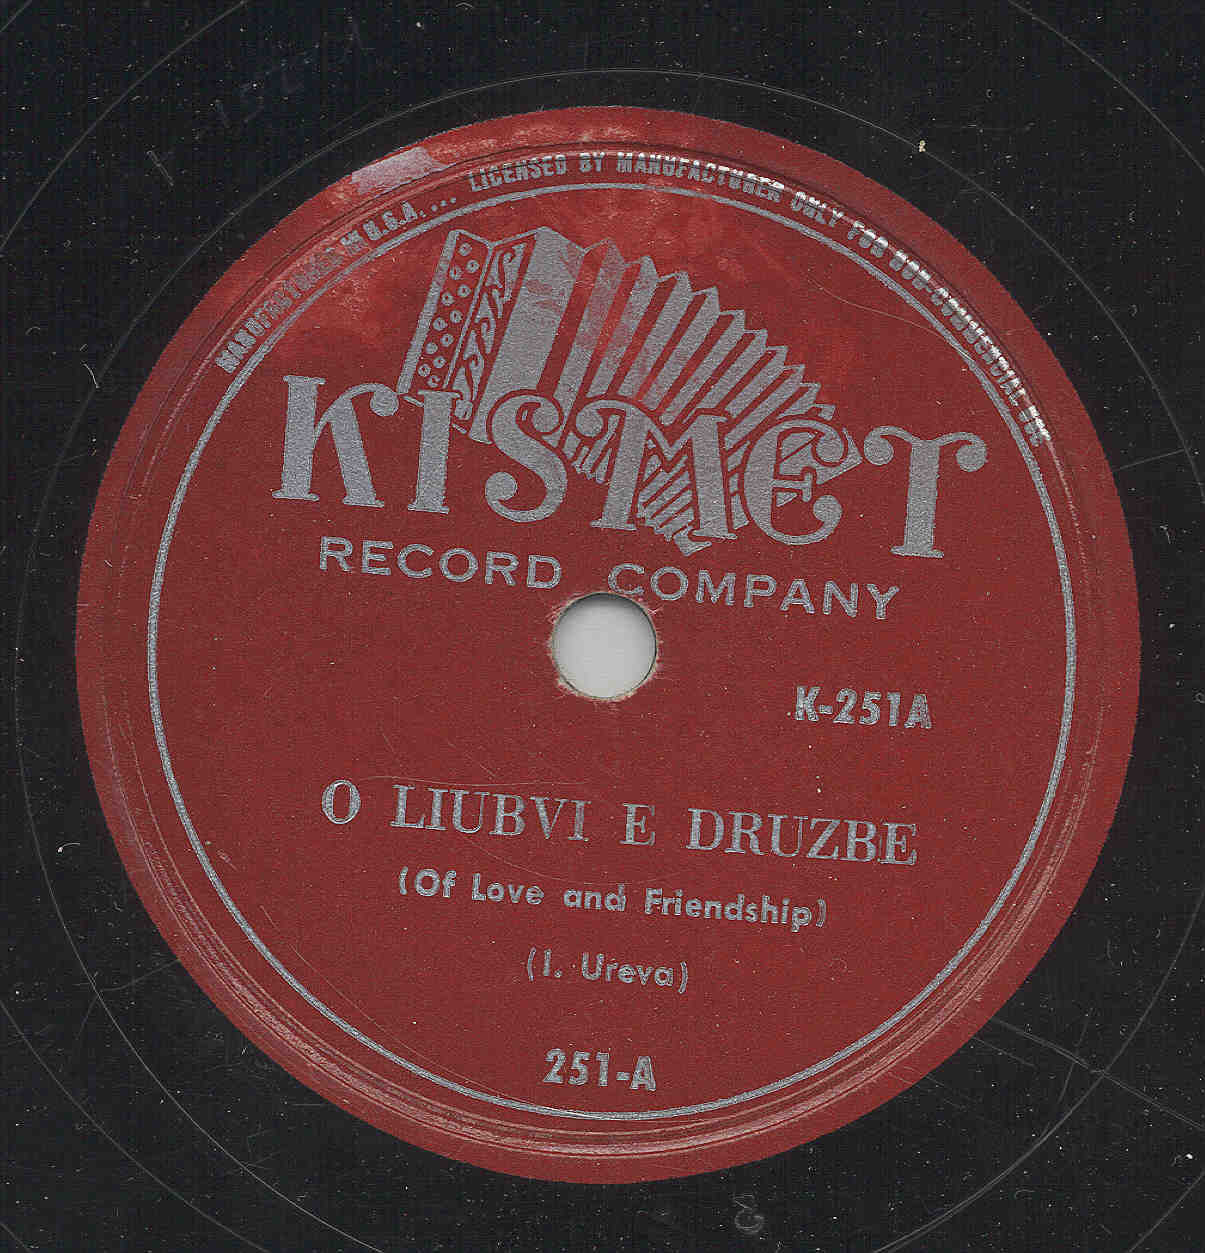 MANUFACTURED IN U.S.A. ... LICENSED BY MANUFACTURER ONLY FOR NON-COMMERCIAL USE
KISMET
RECORD COMPANY
K-251A
O LIUBVI E DRUZBE
(Of Love and Friendship)
(I. Ureva)
251-A
8